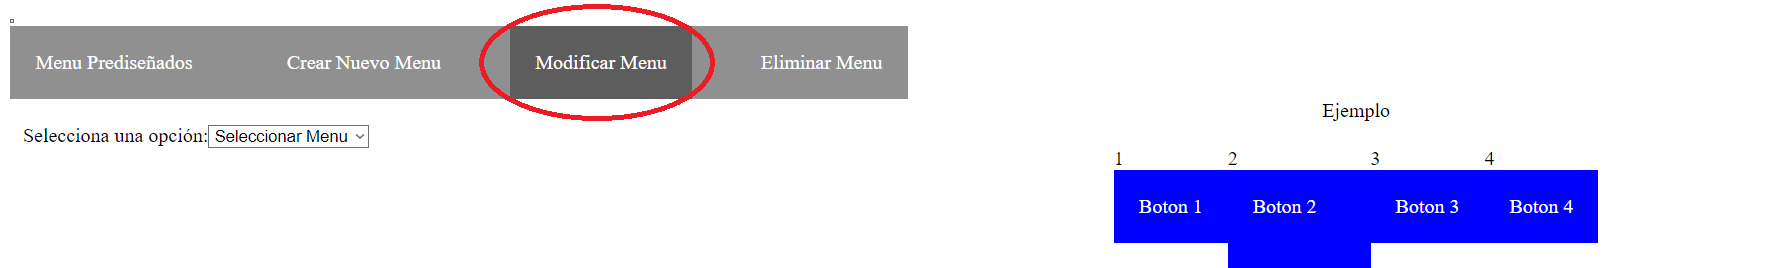 Menu Prediseñados Crear Nuevo Menu Modificar Menu Eliminar Menu
Selecciona una opción: Seleccionar Menu
Ejemplo
1 2 3 4
Boton 1 Boton 2 Boton 3 Boton 4